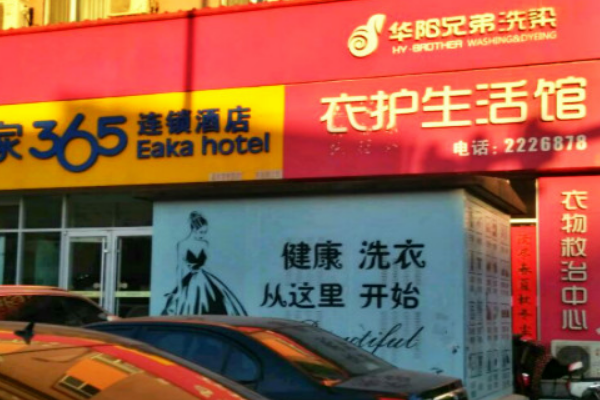 华阳兄弟洗染
HY-BROTHER WASHING&DYEING
家365 连锁酒店
Eaka hotel
衣护生活馆
电话:2226878
健康 洗衣
从这里 开始
Beautiful
衣物救治中心